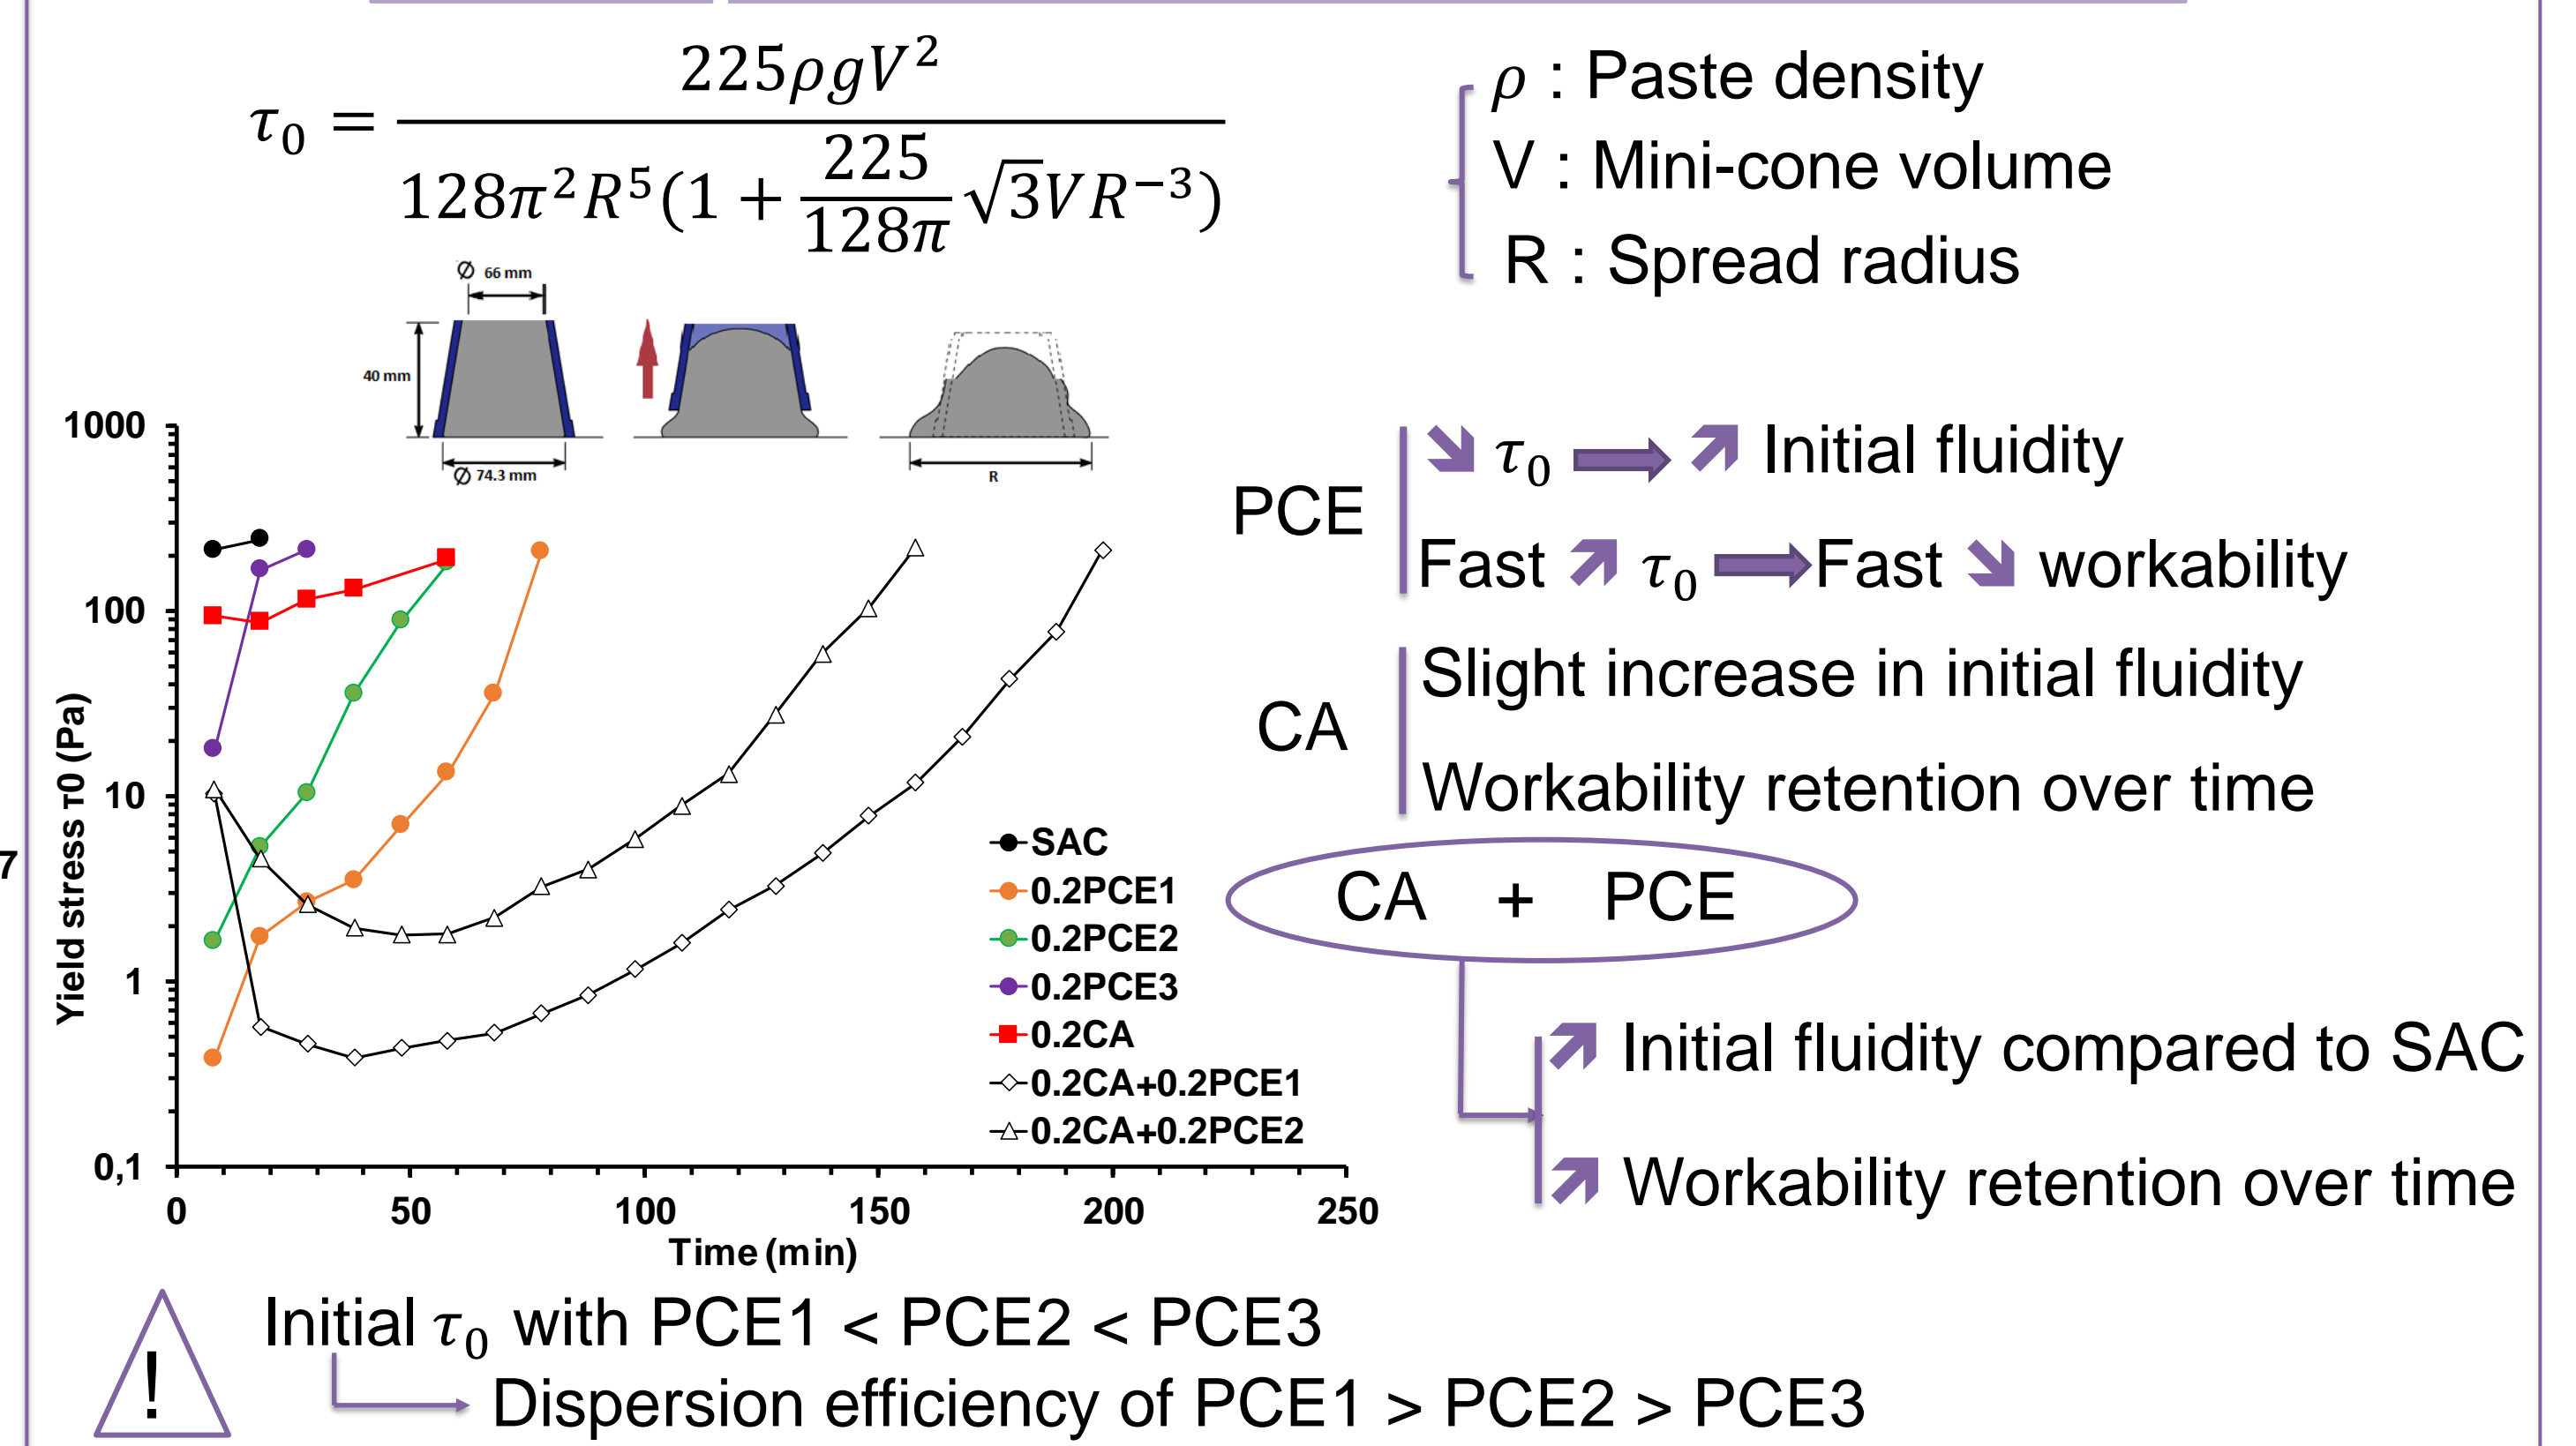 τ₀ = 225ρgV² / 128π²R⁵(1 + 225/128π √3VR⁻³)
ρ : Paste density
V : Mini-cone volume
R : Spread radius
Ø 66 mm
40 mm
Ø 74.3 mm
R
1000
100
10
1
0,1
Yield stress τ0 (Pa)
0 50 100 150 200 250
Time (min)
SAC
0.2PCE1
0.2PCE2
0.2PCE3
0.2CA
0.2CA+0.2PCE1
0.2CA+0.2PCE2
7
PCE
↘ τ₀ ⇒ ↗ Initial fluidity
Fast ↗ τ₀ ⇒ Fast ↘ workability
CA
Slight increase in initial fluidity
Workability retention over time
CA + PCE
↗ Initial fluidity compared to SAC
↗ Workability retention over time
!
Initial τ₀ with PCE1 < PCE2 < PCE3
Dispersion efficiency of PCE1 > PCE2 > PCE3